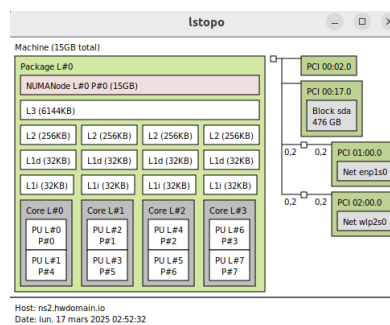 lstopo
Machine (15GB total)
Package L#0
NUMANode L#0 P#0 (15GB)
L3 (6144KB)
L2 (256KB) L2 (256KB) L2 (256KB) L2 (256KB)
L1d (32KB) L1d (32KB) L1d (32KB) L1d (32KB)
L1i (32KB) L1i (32KB) L1i (32KB) L1i (32KB)
Core L#0 Core L#1 Core L#2 Core L#3
PU L#0 PU L#2 PU L#4 PU L#6
P#0 P#1 P#2 P#3
PU L#1 PU L#3 PU L#5 PU L#7
P#4 P#5 P#6 P#7
PCI 00:02.0
PCI 00:17.0
Block sda
476 GB
0,2 0,2 PCI 01:00.0
Net enp1s0
0,2 0,2 PCI 02:00.0
Net wlp2s0
Host: ns2.hwdomain.io
Date: lun. 17 mars 2025 02:52:32